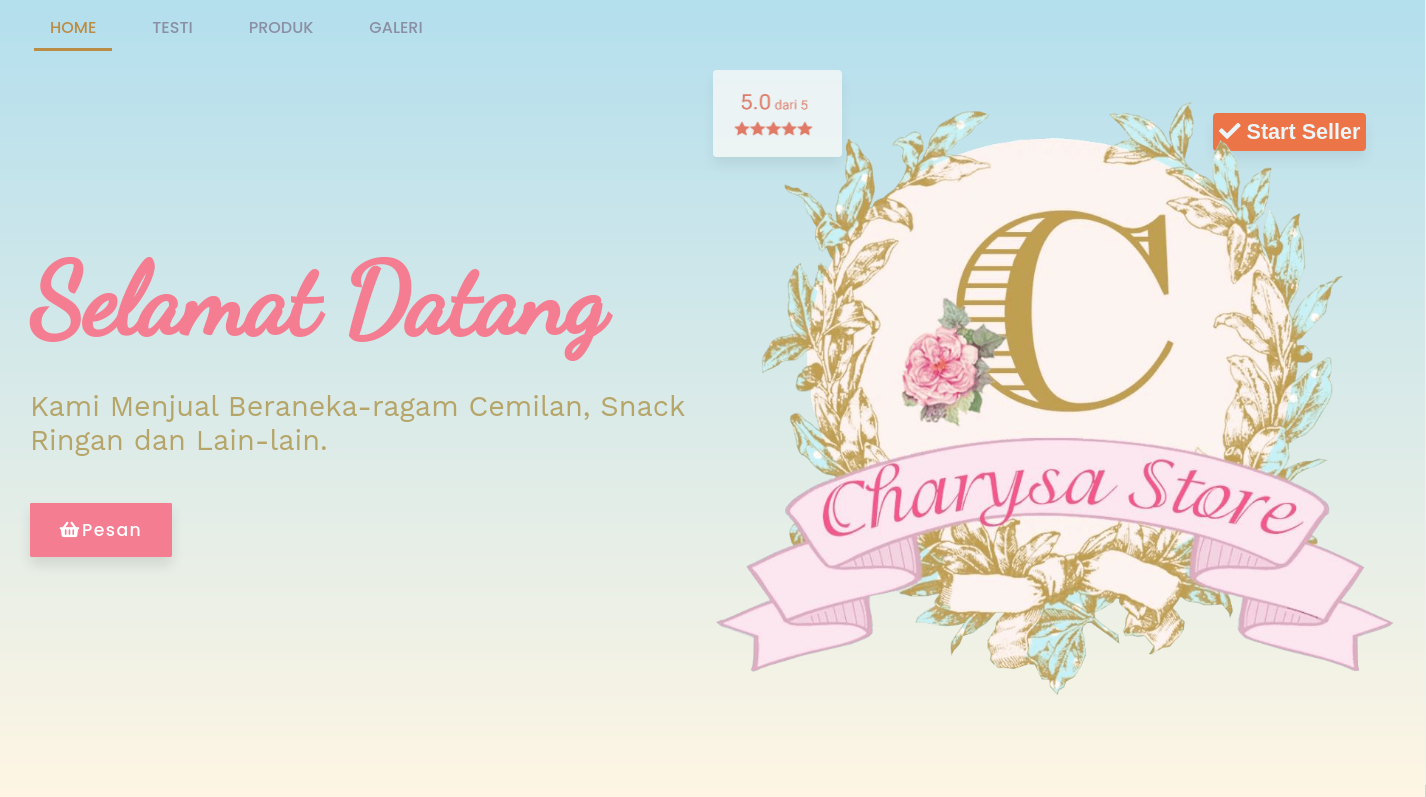 HOME TESTI PRODUK GALERI
5.0 dari 5
Start Seller
C
Selamat Datang
Kami Menjual Beraneka-ragam Cemilan, Snack
Ringan dan Lain-lain.
Charysa Store
Pesan